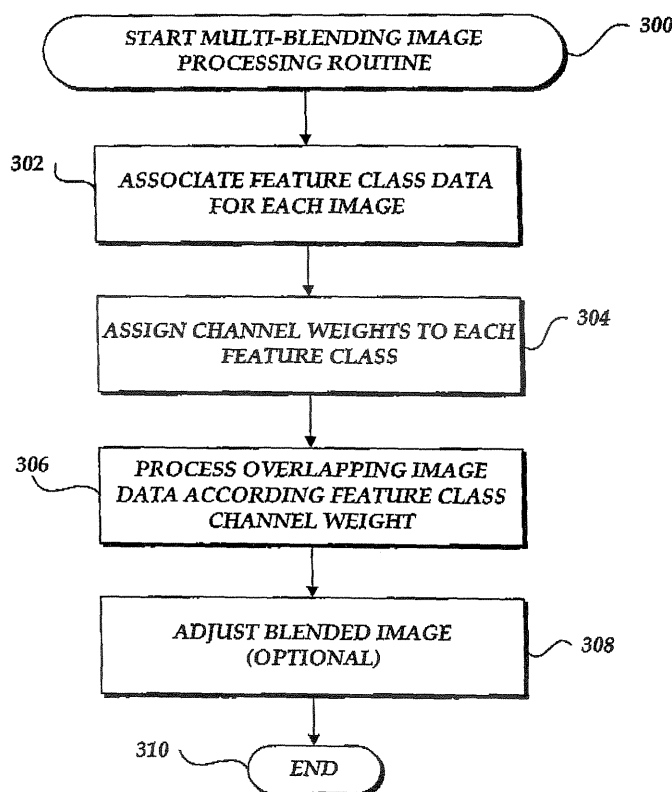 START MULTI-BLENDING IMAGE
PROCESSING ROUTINE
300
302
ASSOCIATE FEATURE CLASS DATA
FOR EACH IMAGE
ASSIGN CHANNEL WEIGHTS TO EACH
FEATURE CLASS
304
306
PROCESS OVERLAPPING IMAGE
DATA ACCORDING FEATURE CLASS
CHANNEL WEIGHT
ADJUST BLENDED IMAGE
(OPTIONAL)
308
310
END